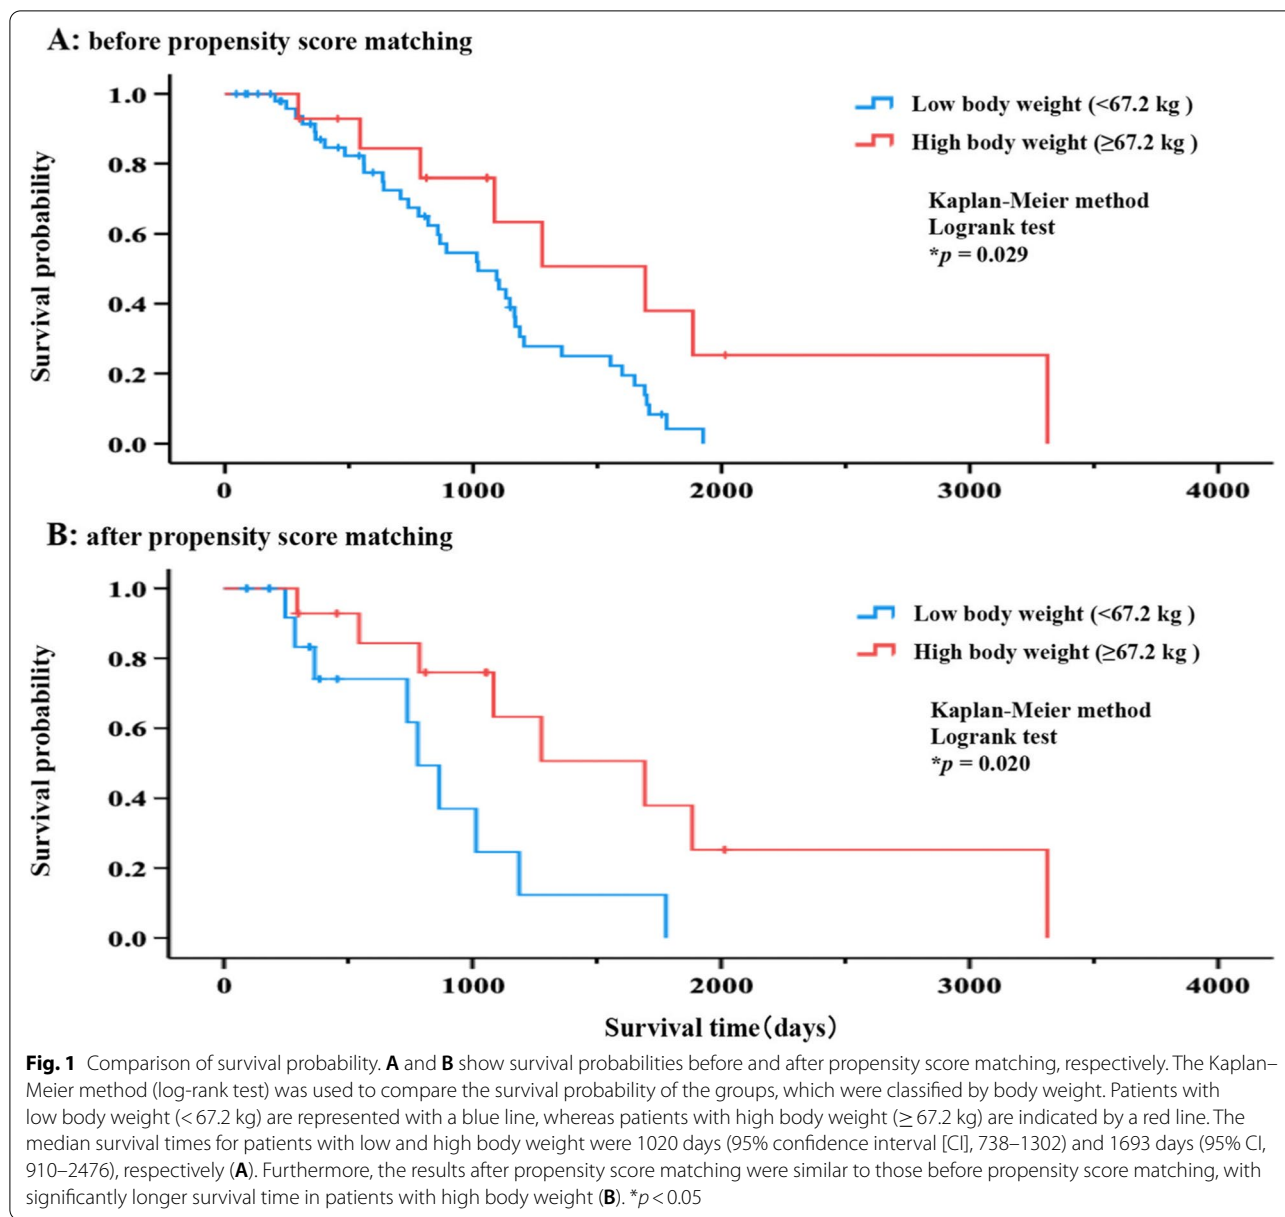 A: before propensity score matching
1.0
0.8
0.6
0.4
0.2
0.0
Survival probability
Low body weight (<67.2 kg )
High body weight (≥67.2 kg )
Kaplan-Meier method
Logrank test
*p = 0.029
0 1000 2000 3000 4000
B: after propensity score matching
1.0
0.8
0.6
0.4
0.2
0.0
Survival probability
Low body weight (<67.2 kg )
High body weight (≥67.2 kg )
Kaplan-Meier method
Logrank test
*p = 0.020
0 1000 2000 3000 4000
Survival time(days)
Fig. 1 Comparison of survival probability. A and B show survival probabilities before and after propensity score matching, respectively. The Kaplan–
Meier method (log-rank test) was used to compare the survival probability of the groups, which were classified by body weight. Patients with
low body weight (< 67.2 kg) are represented with a blue line, whereas patients with high body weight (≥ 67.2 kg) are indicated by a red line. The
median survival times for patients with low and high body weight were 1020 days (95% confidence interval [CI], 738–1302) and 1693 days (95% CI,
910–2476), respectively (A). Furthermore, the results after propensity score matching were similar to those before propensity score matching, with
significantly longer survival time in patients with high body weight (B). *p < 0.05